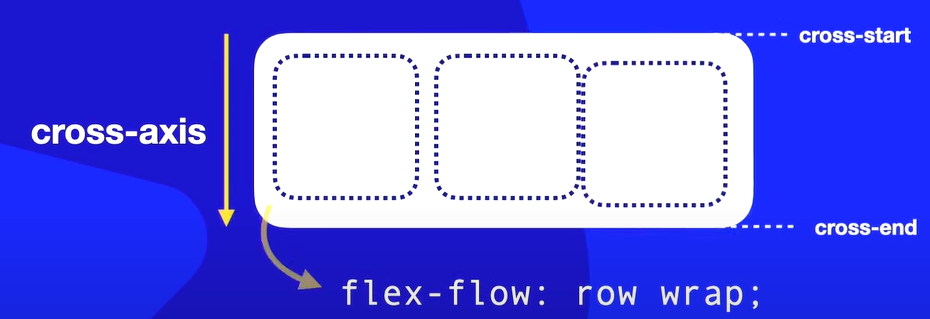 cross-start
cross-axis
cross-end
flex-flow: row wrap;